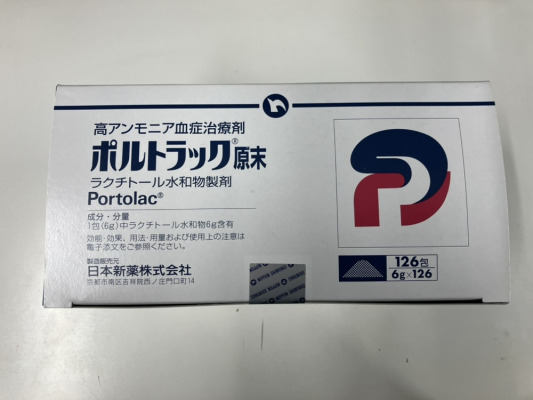 高アンモニア血症治療剤
ポルトラック®原末
ラクチトール水和物製剤
Portolac®
成分・分量
1包(6g)中ラクチトール水和物6g含有
効能・効果、用法・用量および使用上の注意は
電子添文をご参照ください。
製造販売元
日本新薬株式会社
京都市南区吉祥院西ノ庄門口町14
126包
6g×126